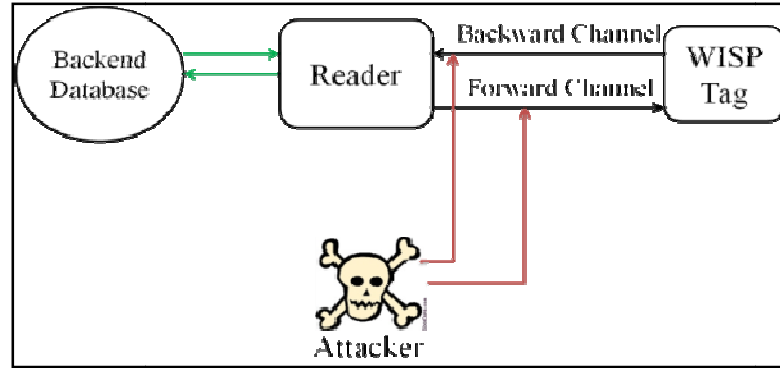 Backend
Database
Reader
Backward Channel
Forward Channel
WISP
Tag
Attacker